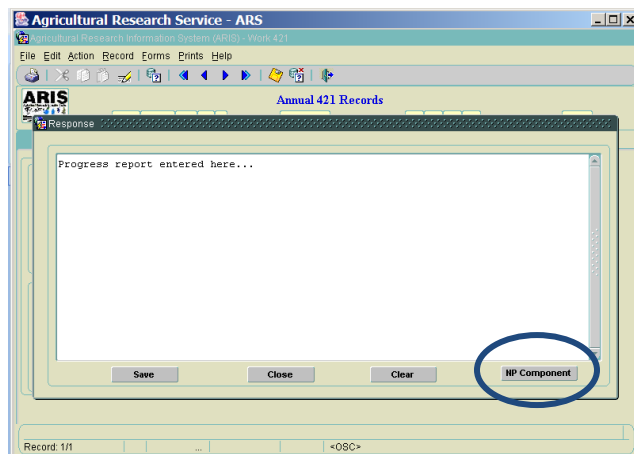 Agricultural Research Service - ARS
Agricultural Research Information System (ARIS) - Work 421
File Edit Action Record Forms Prints Help
ARIS
Annual 421 Records
Response
Progress report entered here...
Save Close Clear NP Component
Record: 1/1 ... <OSC>